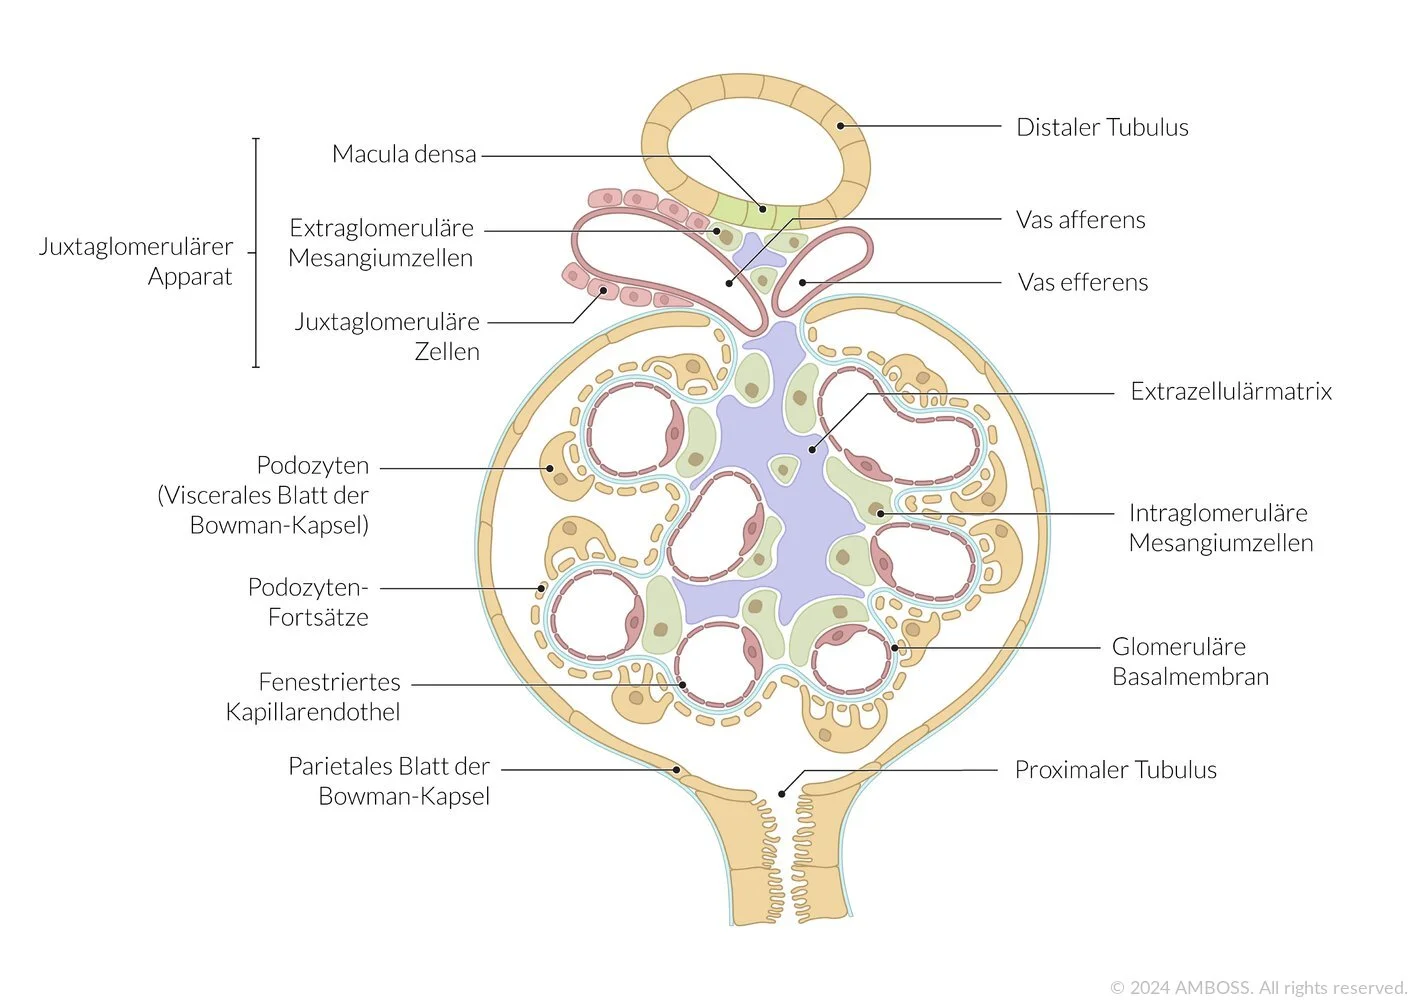 Distaler Tubulus
Macula densa
Vas afferens
Extraglomeruläre
Mesangiumzellen
Juxtaglomerulärer
Apparat
Vas efferens
Juxtaglomeruläre
Zellen
Extrazellulärmatrix
Podozyten
(Viscerales Blatt der
Bowman-Kapsel)
Intraglomeruläre
Mesangiumzellen
Podozyten-
Fortsätze
Glomeruläre
Basalmembran
Fenestriertes
Kapillarendothel
Parietales Blatt der
Bowman-Kapsel
Proximaler Tubulus
© 2024 AMBOSS. All rights reserved.